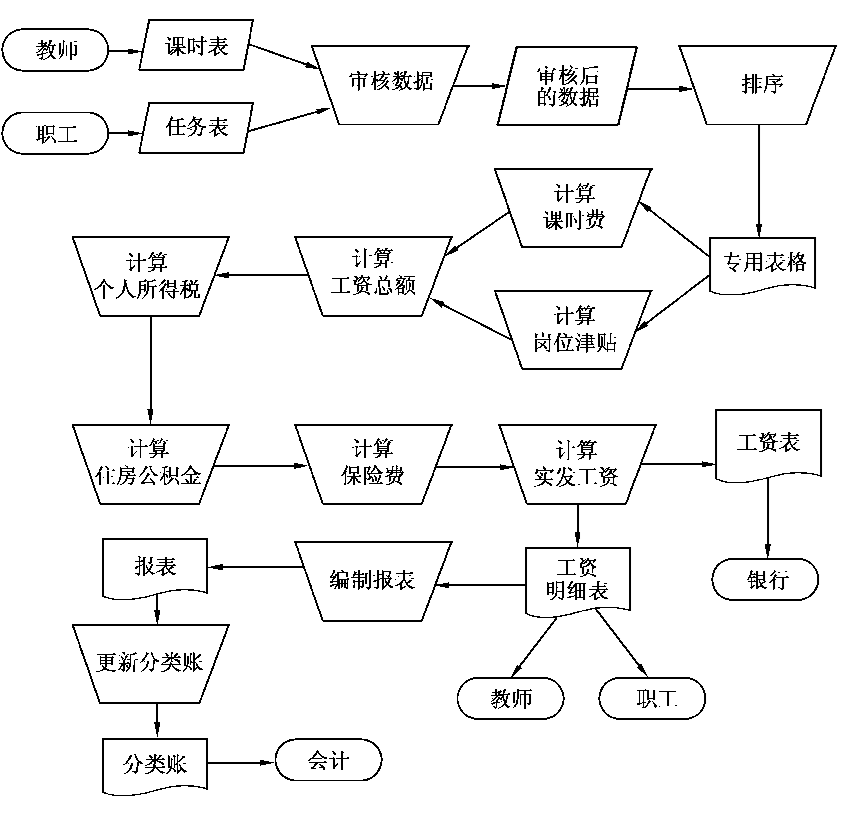 教师
课时表
职工
任务表
审核数据
审核后
的数据
排序
计算
课时费
专用表格
计算
岗位津贴
计算
工资总额
计算
个人所得税
计算
住房公积金
计算
保险费
计算
实发工资
工资表
银行
工资
明细表
教师
职工
编制报表
报表
更新分类账
分类账
会计